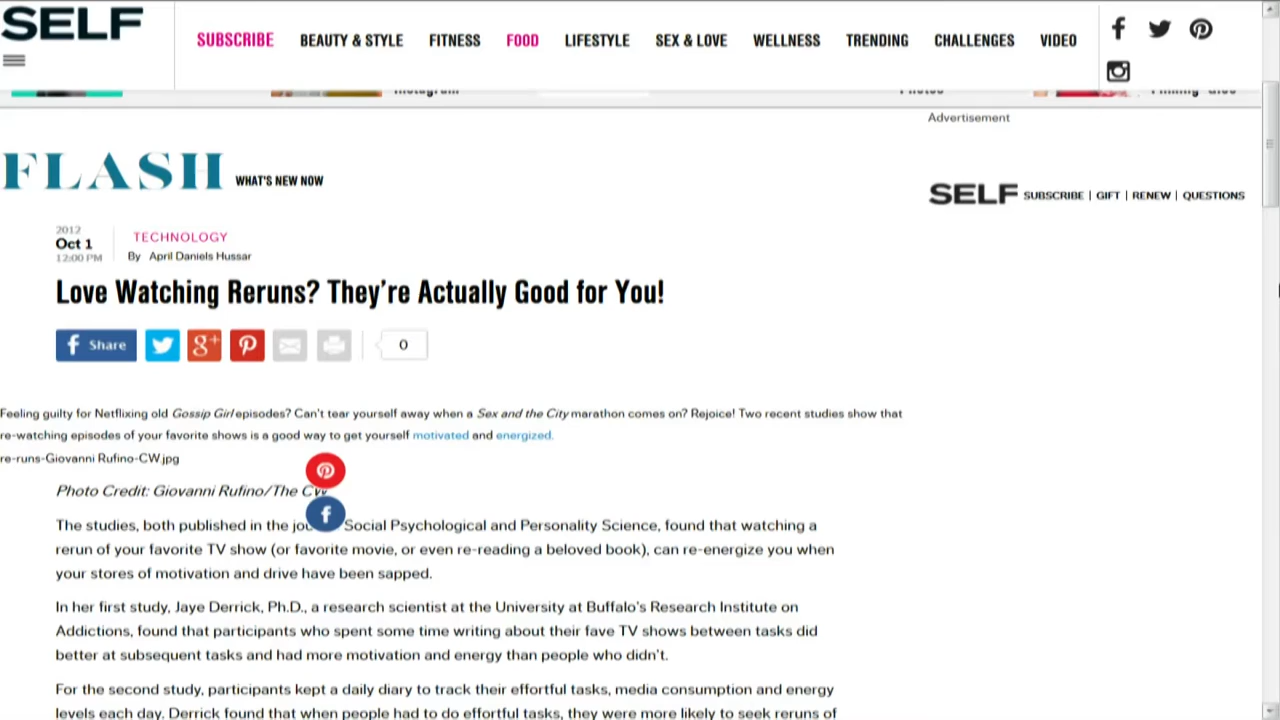 SELF
SUBSCRIBE BEAUTY & STYLE FITNESS FOOD LIFESTYLE SEX & LOVE WELLNESS TRENDING CHALLENGES VIDEO
Advertisement
FLASH WHAT'S NEW NOW
SELF SUBSCRIBE | GIFT | RENEW | QUESTIONS
2012
Oct 1
12:00 PM
TECHNOLOGY
By April Daniels Hussar
Love Watching Reruns? They're Actually Good for You!
Share
0
Feeling guilty for Netflixing old Gossip Girl episodes? Can't tear yourself away when a Sex and the City marathon comes on? Rejoice! Two recent studies show that
re-watching episodes of your favorite shows is a good way to get yourself motivated and energized.
re-runs-Giovanni Rufino-CW.jpg
Photo Credit: Giovanni Rufino/The CW
The studies, both published in the Social Psychological and Personality Science, found that watching a
rerun of your favorite TV show (or favorite movie, or even re-reading a beloved book), can re-energize you when
your stores of motivation and drive have been sapped.
In her first study, Jaye Derrick, Ph.D., a research scientist at the University at Buffalo's Research Institute on
Addictions, found that participants who spent some time writing about their fave TV shows between tasks did
better at subsequent tasks and had more motivation and energy than people who didn't.
For the second study, participants kept a daily diary to track their effortful tasks, media consumption and energy
levels each day. Derrick found that when people had to do effortful tasks, they were more likely to seek reruns of